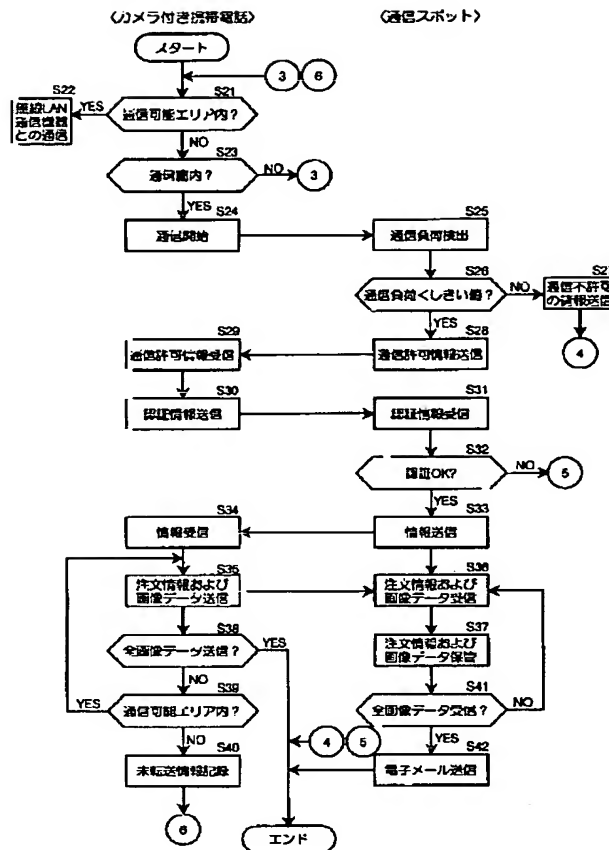 〈カメラ付き携帯電話〉
〈通信スポット〉
スタート
3
6
S21
S22
通信可能エリア内?
YES
無線LAN
通信機器
との通信
NO
S23
通話圏内?
NO
3
YES
S24
通信開始
S25
通信負荷検出
S26
通信負荷<しきい値?
NO
S27
通信不許可
の情報送信
4
YES
S28
通信許可情報送信
S29
通信許可情報受信
S30
認証情報送信
S31
認証情報受信
S32
認証OK?
NO
5
YES
S33
情報送信
S34
情報受信
S35
注文情報および
画像データ送信
S36
注文情報および
画像データ受信
S37
注文情報および
画像データ保管
S38
全画像データ送信?
YES
NO
S39
通信可能エリア内?
YES
NO
S40
未転送情報記録
6
S41
全画像データ受信?
NO
YES
S42
電子メール送信
4
5
エンド